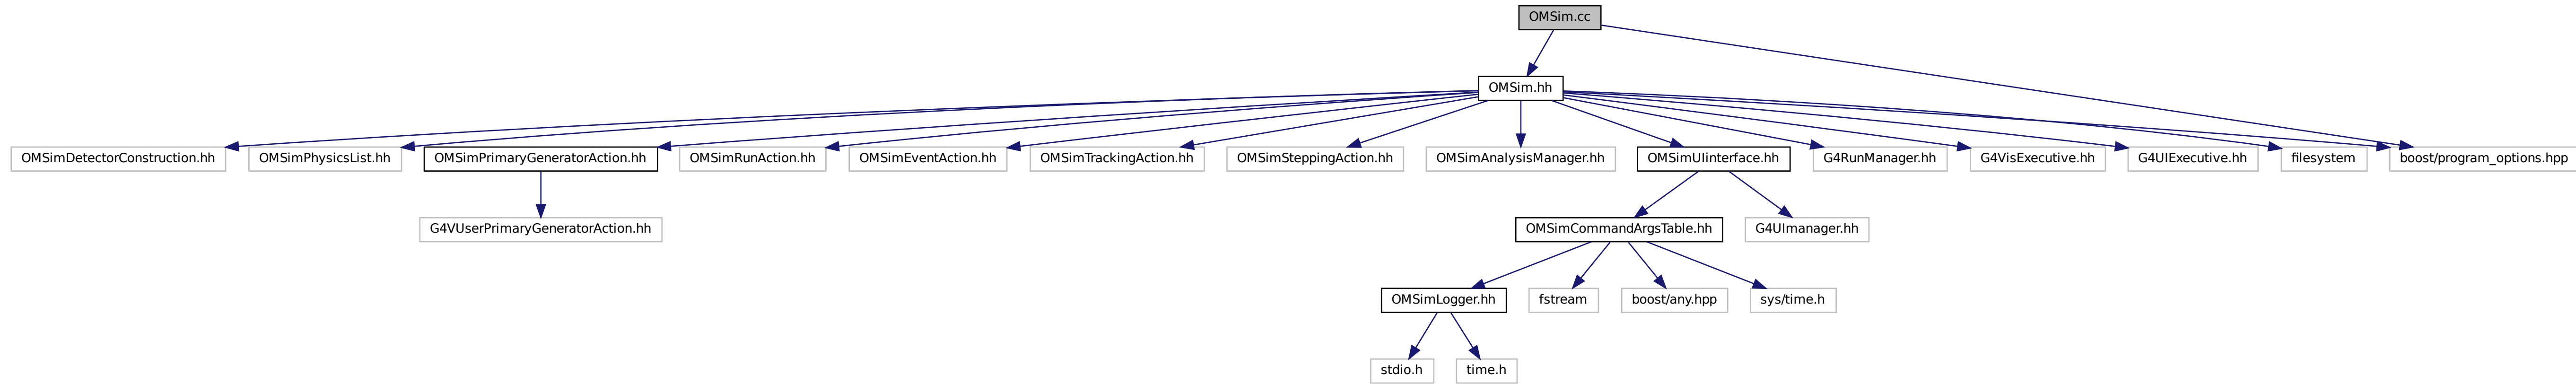 OMSim.cc
OMSim.hh
OMSimDetectorConstruction.hh
OMSimPhysicsList.hh
OMSimPrimaryGeneratorAction.hh
OMSimRunAction.hh
OMSimEventAction.hh
OMSimTrackingAction.hh
OMSimSteppingAction.hh
OMSimAnalysisManager.hh
OMSimUIinterface.hh
G4RunManager.hh
G4VisExecutive.hh
G4UIExecutive.hh
filesystem
boost/program_options.hpp
G4VUserPrimaryGeneratorAction.hh
OMSimCommandArgsTable.hh
G4UImanager.hh
OMSimLogger.hh
fstream
boost/any.hpp
sys/time.h
stdio.h
time.h